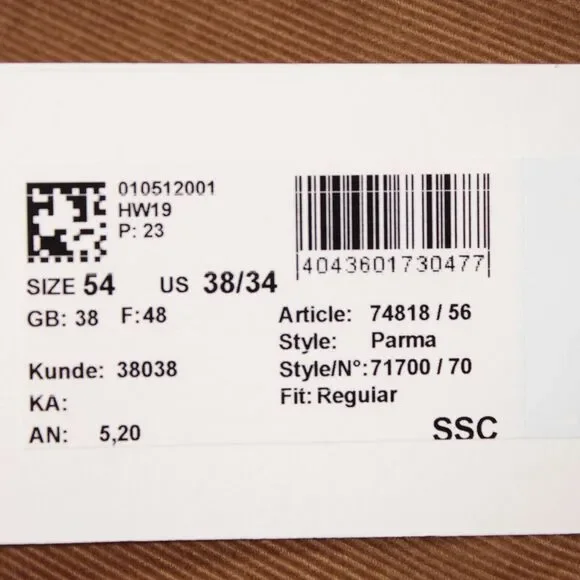 010512001
HW19
P: 23
4043601730477
SIZE 54 US 38/34
GB: 38 F:48
Article: 74818 / 56
Style: Parma
Kunde: 38038
Style/N°:71700 / 70
KA:
Fit: Regular
AN: 5,20
SSC